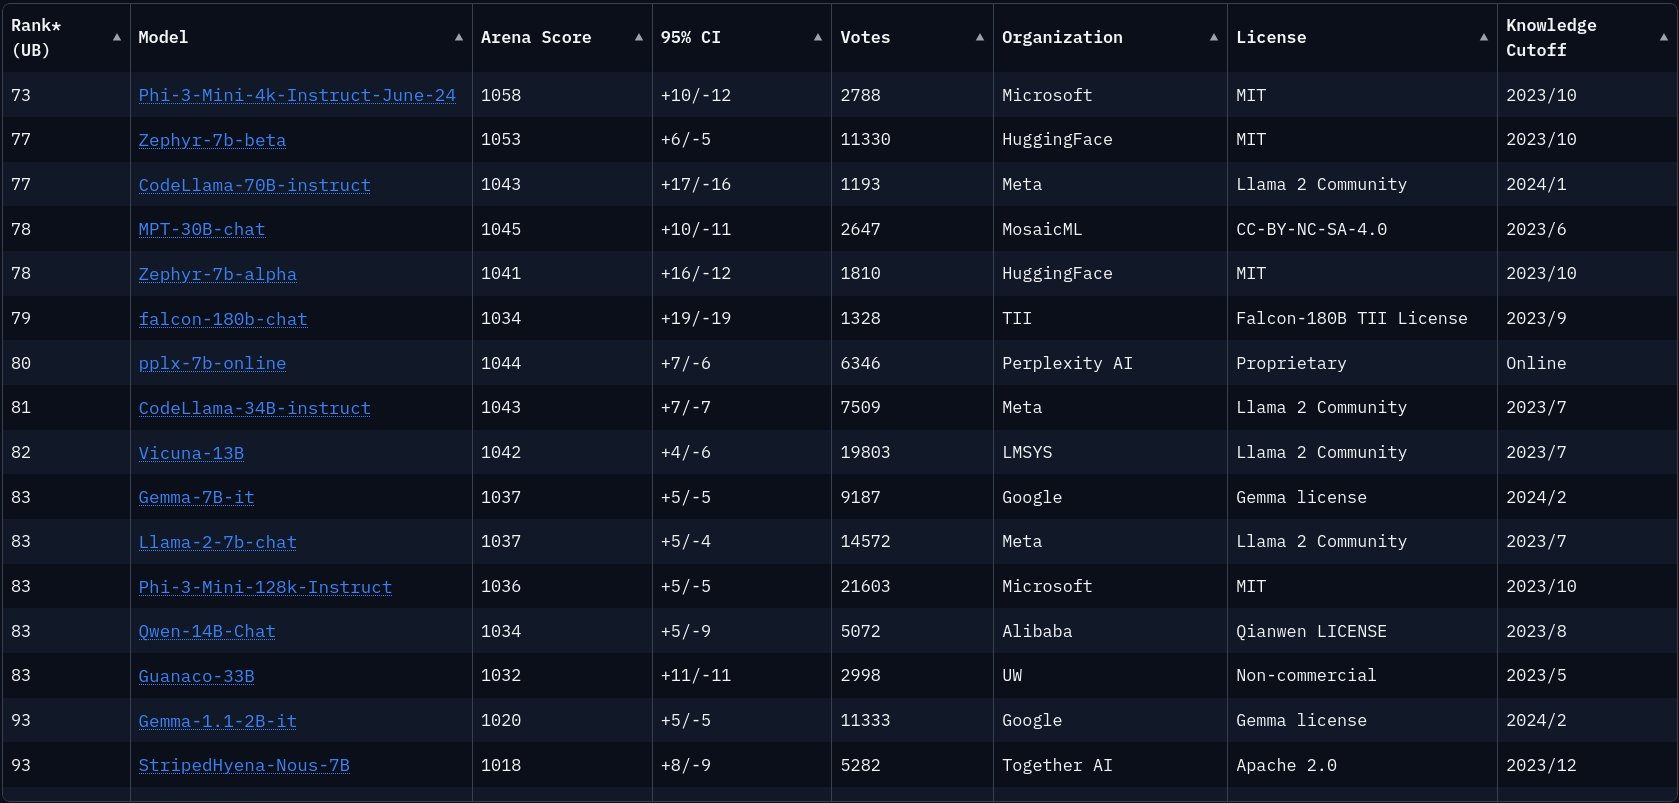 Rank* (UB) ▲ Model ▲ Arena Score ▲ 95% CI ▲ Votes ▲ Organization ▲ License ▲ Knowledge Cutoff ▲
73 Phi-3-Mini-4k-Instruct-June-24 1058 +10/-12 2788 Microsoft MIT 2023/10
77 Zephyr-7b-beta 1053 +6/-5 11330 HuggingFace MIT 2023/10
77 CodeLlama-70B-instruct 1043 +17/-16 1193 Meta Llama 2 Community 2024/1
78 MPT-30B-chat 1045 +10/-11 2647 MosaicML CC-BY-NC-SA-4.0 2023/6
78 Zephyr-7b-alpha 1041 +16/-12 1810 HuggingFace MIT 2023/10
79 falcon-180b-chat 1034 +19/-19 1328 TII Falcon-180B TII License 2023/9
80 pplx-7b-online 1044 +7/-6 6346 Perplexity AI Proprietary Online
81 CodeLlama-34B-instruct 1043 +7/-7 7509 Meta Llama 2 Community 2023/7
82 Vicuna-13B 1042 +4/-6 19803 LMSYS Llama 2 Community 2023/7
83 Gemma-7B-it 1037 +5/-5 9187 Google Gemma license 2024/2
83 Llama-2-7b-chat 1037 +5/-4 14572 Meta Llama 2 Community 2023/7
83 Phi-3-Mini-128k-Instruct 1036 +5/-5 21603 Microsoft MIT 2023/10
83 Qwen-14B-Chat 1034 +5/-9 5072 Alibaba Qianwen LICENSE 2023/8
83 Guanaco-33B 1032 +11/-11 2998 UW Non-commercial 2023/5
93 Gemma-1.1-2B-it 1020 +5/-5 11333 Google Gemma license 2024/2
93 StripedHyena-Nous-7B 1018 +8/-9 5282 Together AI Apache 2.0 2023/12